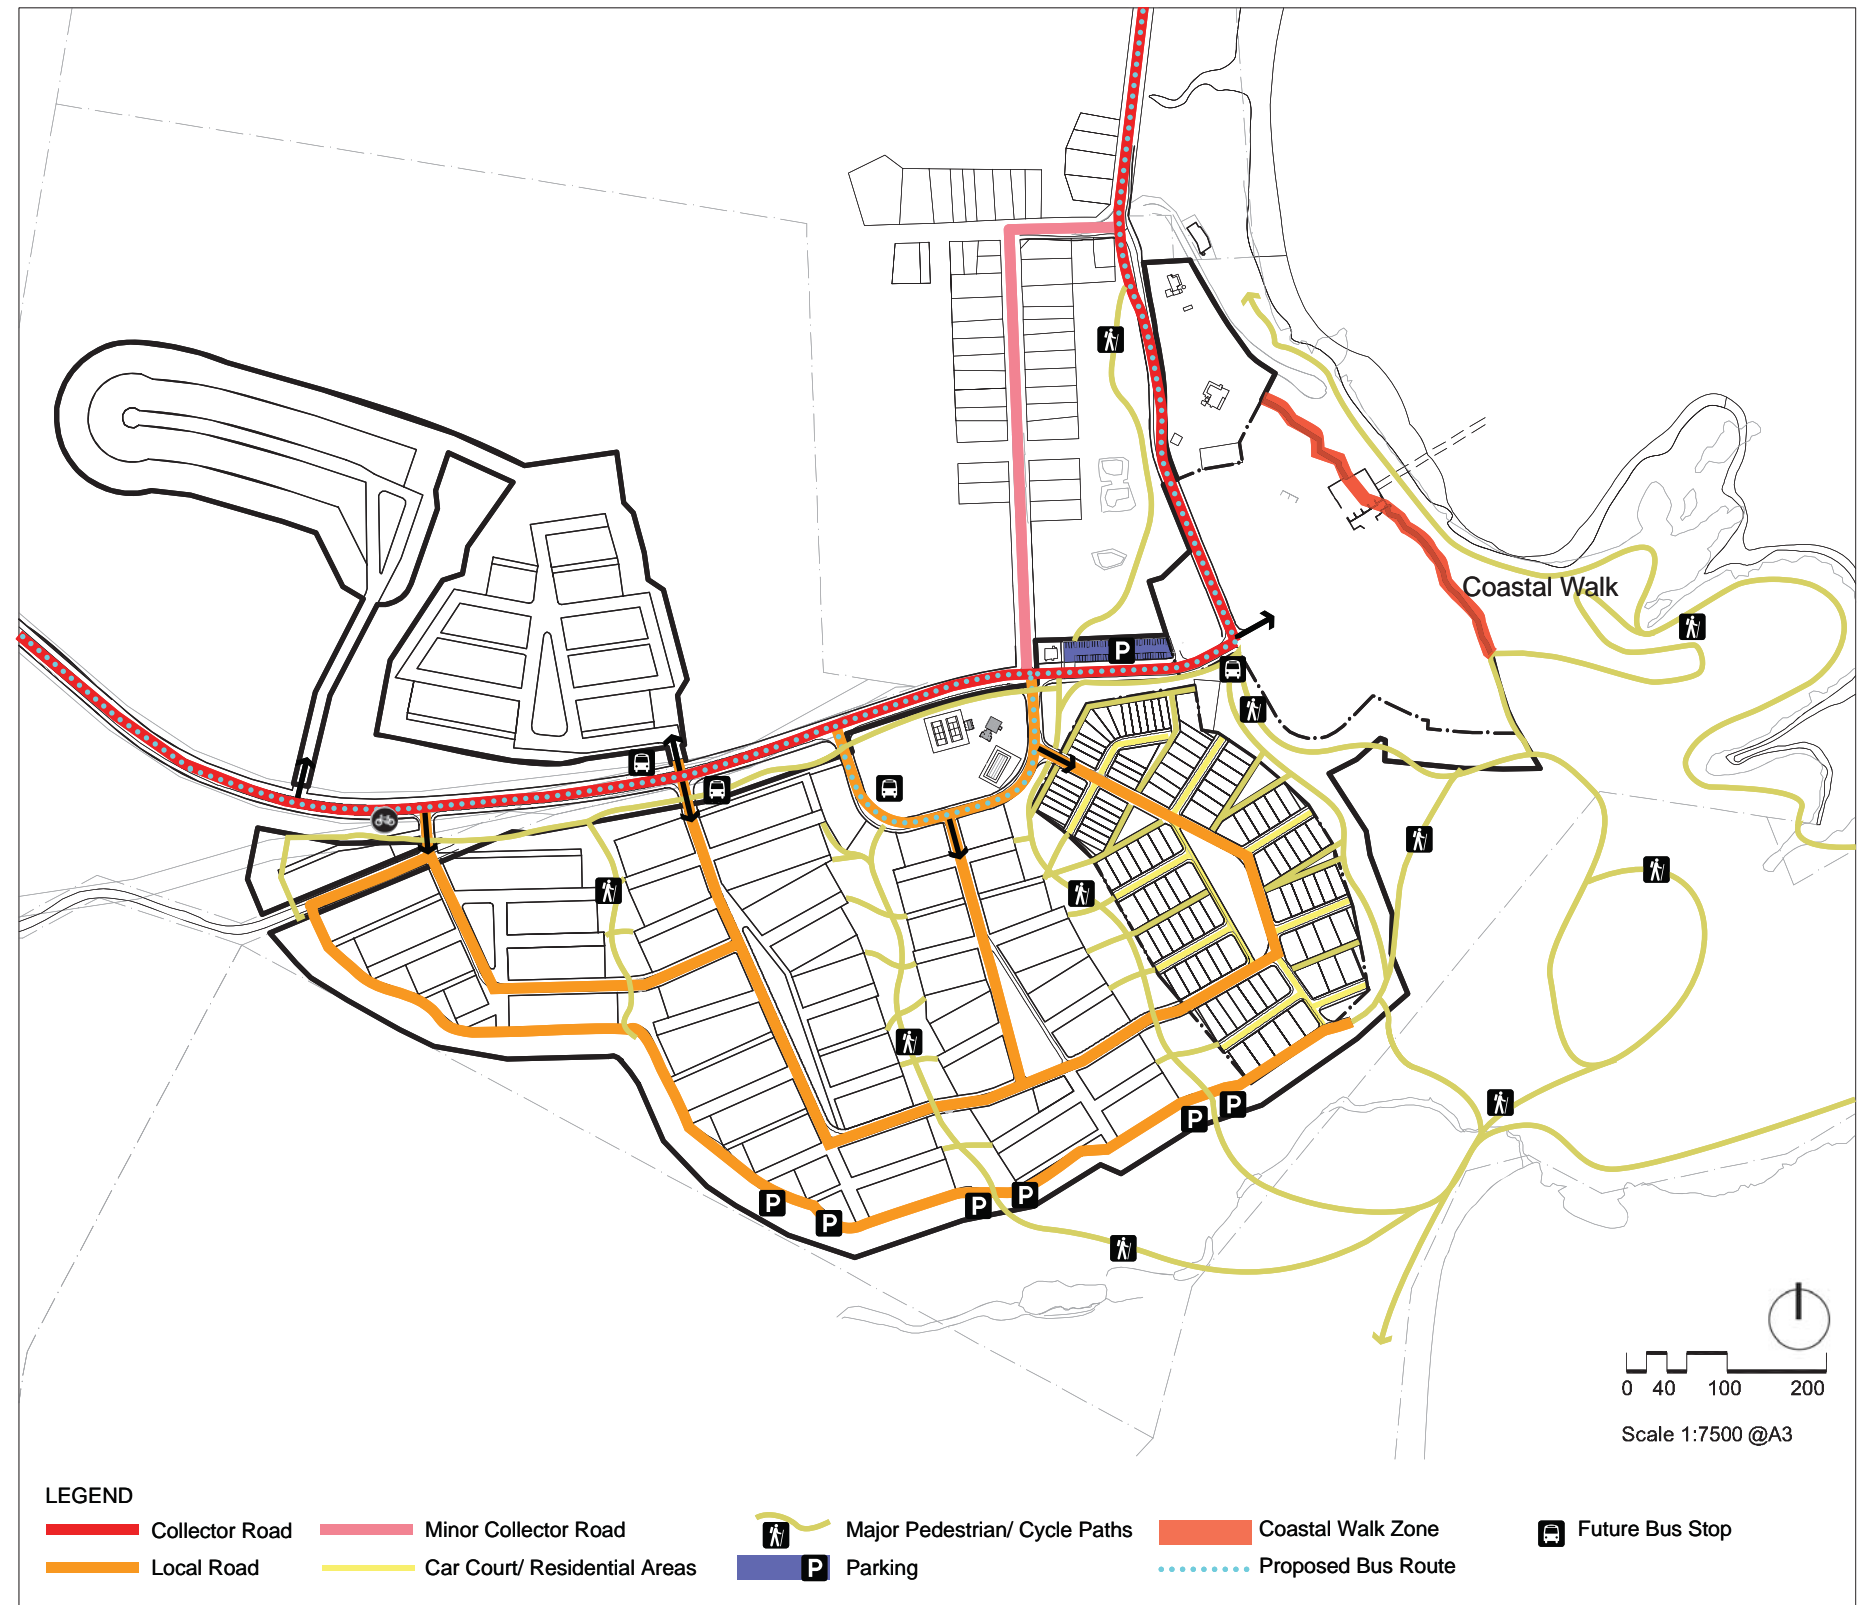 P
Coastal Walk
P
P
P
P
P
P
0 40 100 200
Scale 1:7500 @A3
LEGEND
Collector Road
Minor Collector Road
Major Pedestrian/ Cycle Paths
Coastal Walk Zone
Future Bus Stop
Local Road
Car Court/ Residential Areas
P
Parking
Proposed Bus Route